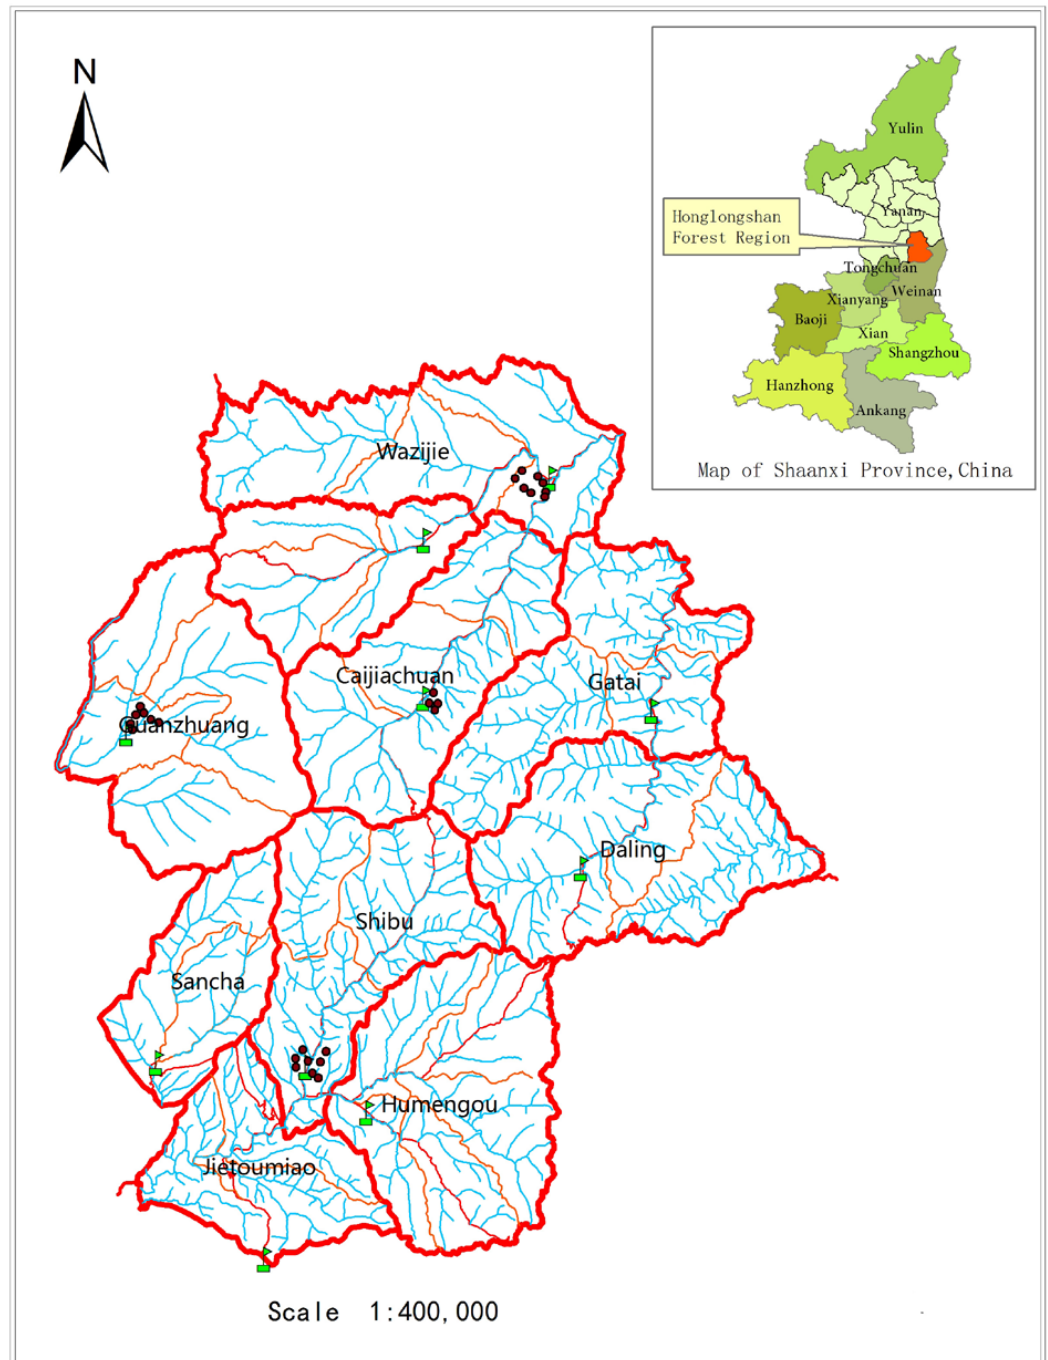 N
Yulin
Yanan
Honglongshan
Forest Region
Tongchuan
Weinan
Xianyang
Baoji
Xian
Shangzhou
Hanzhong
Ankang
Map of Shaanxi Province,China
Wazijie
Caijiachuan
Gatai
Guanzhuang
Daling
Shibu
Sancha
Humengou
Jietoumiao
Scale 1:400,000